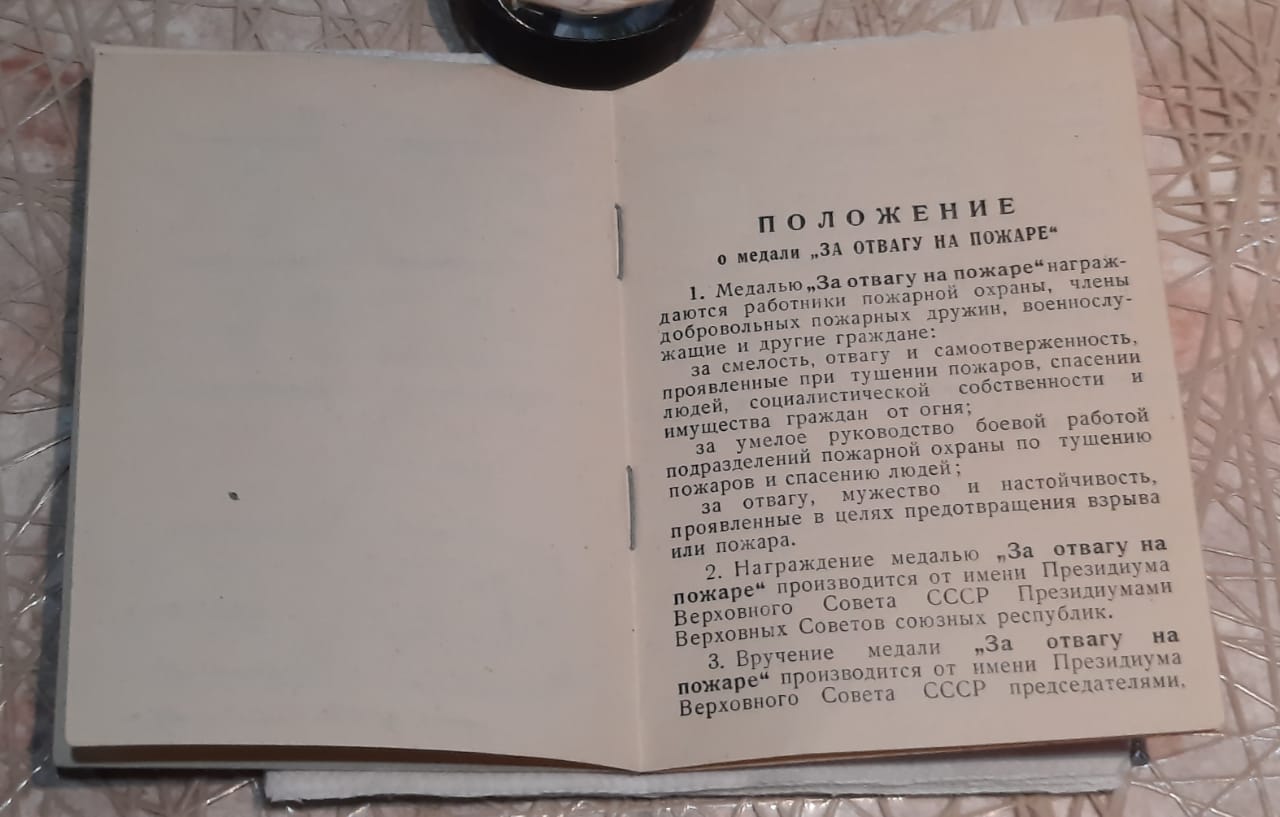 ПОЛОЖЕНИЕ
о медали „ЗА ОТВАГУ НА ПОЖАРЕ“
1. Медалью „За отвагу на пожаре“ награж-
даются работники пожарной охраны, члены
добровольных пожарных дружин, военнослу-
жащие и другие граждане:
за смелость, отвагу и самоотверженность,
проявленные при тушении пожаров, спасении
людей, социалистической собственности и
имущества граждан от огня;
за умелое руководство боевой работой
подразделений пожарной охраны по тушению
пожаров и спасению людей;
за отвагу, мужество и настойчивость,
проявленные в целях предотвращения взрыва
или пожара.
2. Награждение медалью „За отвагу на
пожаре“ производится от имени Президиума
Верховного Совета СССР Президиумами
Верховных Советов союзных республик.
3. Вручение медали „За отвагу на
пожаре“ производится от имени Президиума
Верховного Совета СССР председателями,